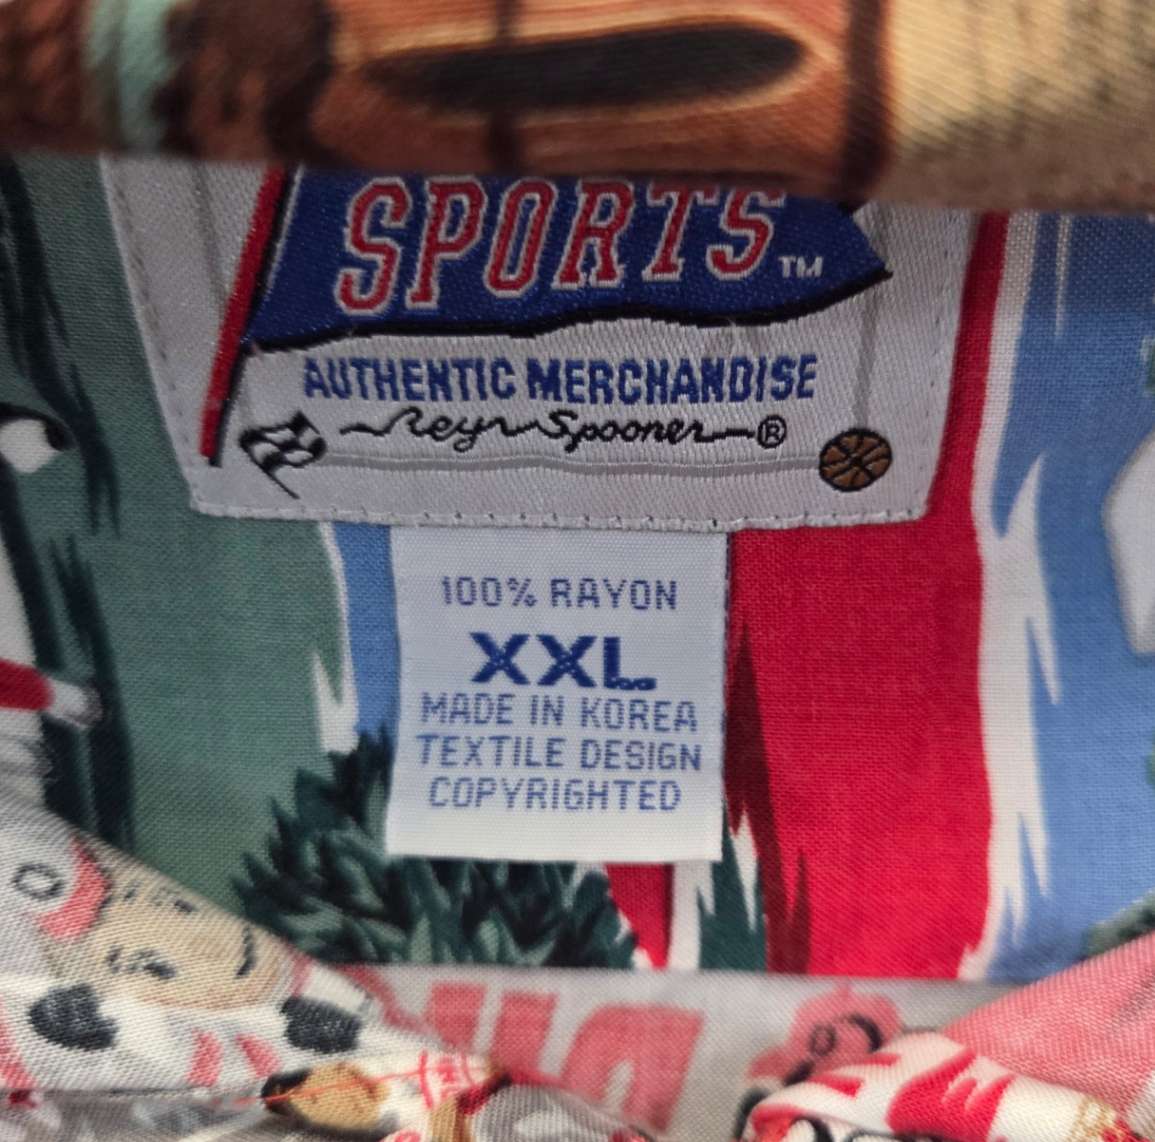 SPORTS™
AUTHENTIC MERCHANDISE
Reyn Spooner®
100% RAYON
XXL
MADE IN KOREA
TEXTILE DESIGN
COPYRIGHTED